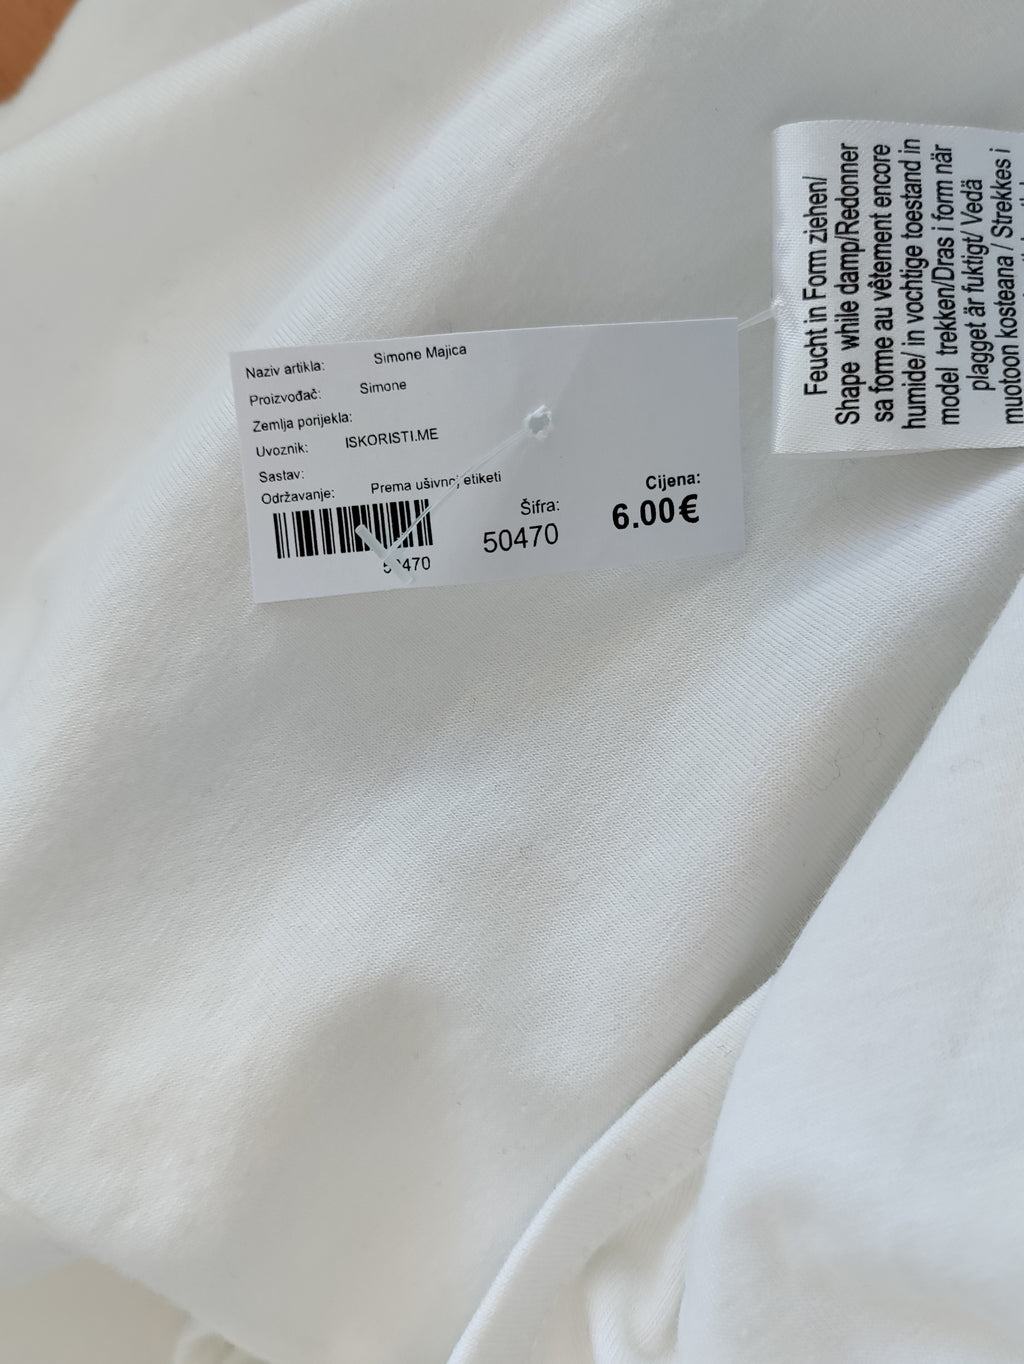 Naziv artikla: Simone Majica
Proizvođač: Simone
Zemlja porijekla:
Uvoznik: ISKORISTI.ME
Sastav:
Održavanje: Prema ušivnoj etiketi
50470
Šifra:
50470
Cijena:
6.00€
Feucht in Form ziehen/
Shape while damp/Redonner
sa forme au vêtement encore
humide/ in vochtige toestand in
model trekken/Dras i form när
plagget är fuktigt/ Vedä
muotoon kosteana / Strekkes i